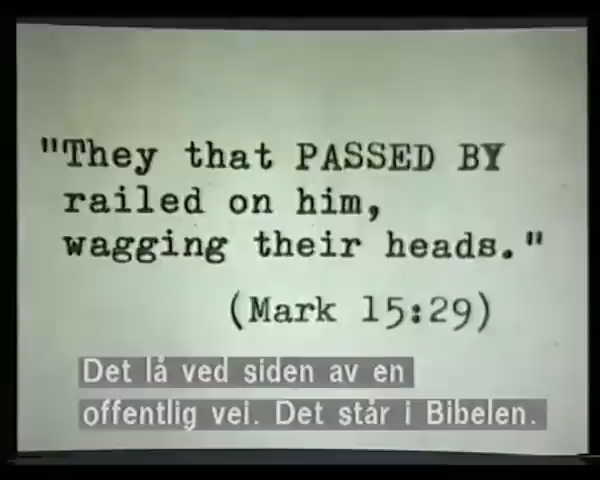 "They that PASSED BY
railed on him,
wagging their heads."
(Mark 15:29)
Det lå ved siden av en
offentlig vei. Det står i Bibelen.